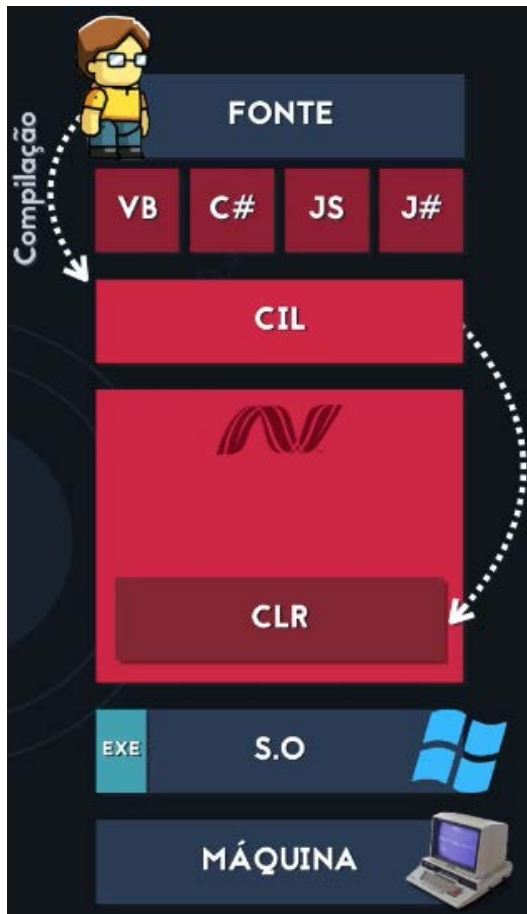 FONTE
Compilação
VB C# JS J#
CIL
CLR
EXE S.O
MÁQUINA